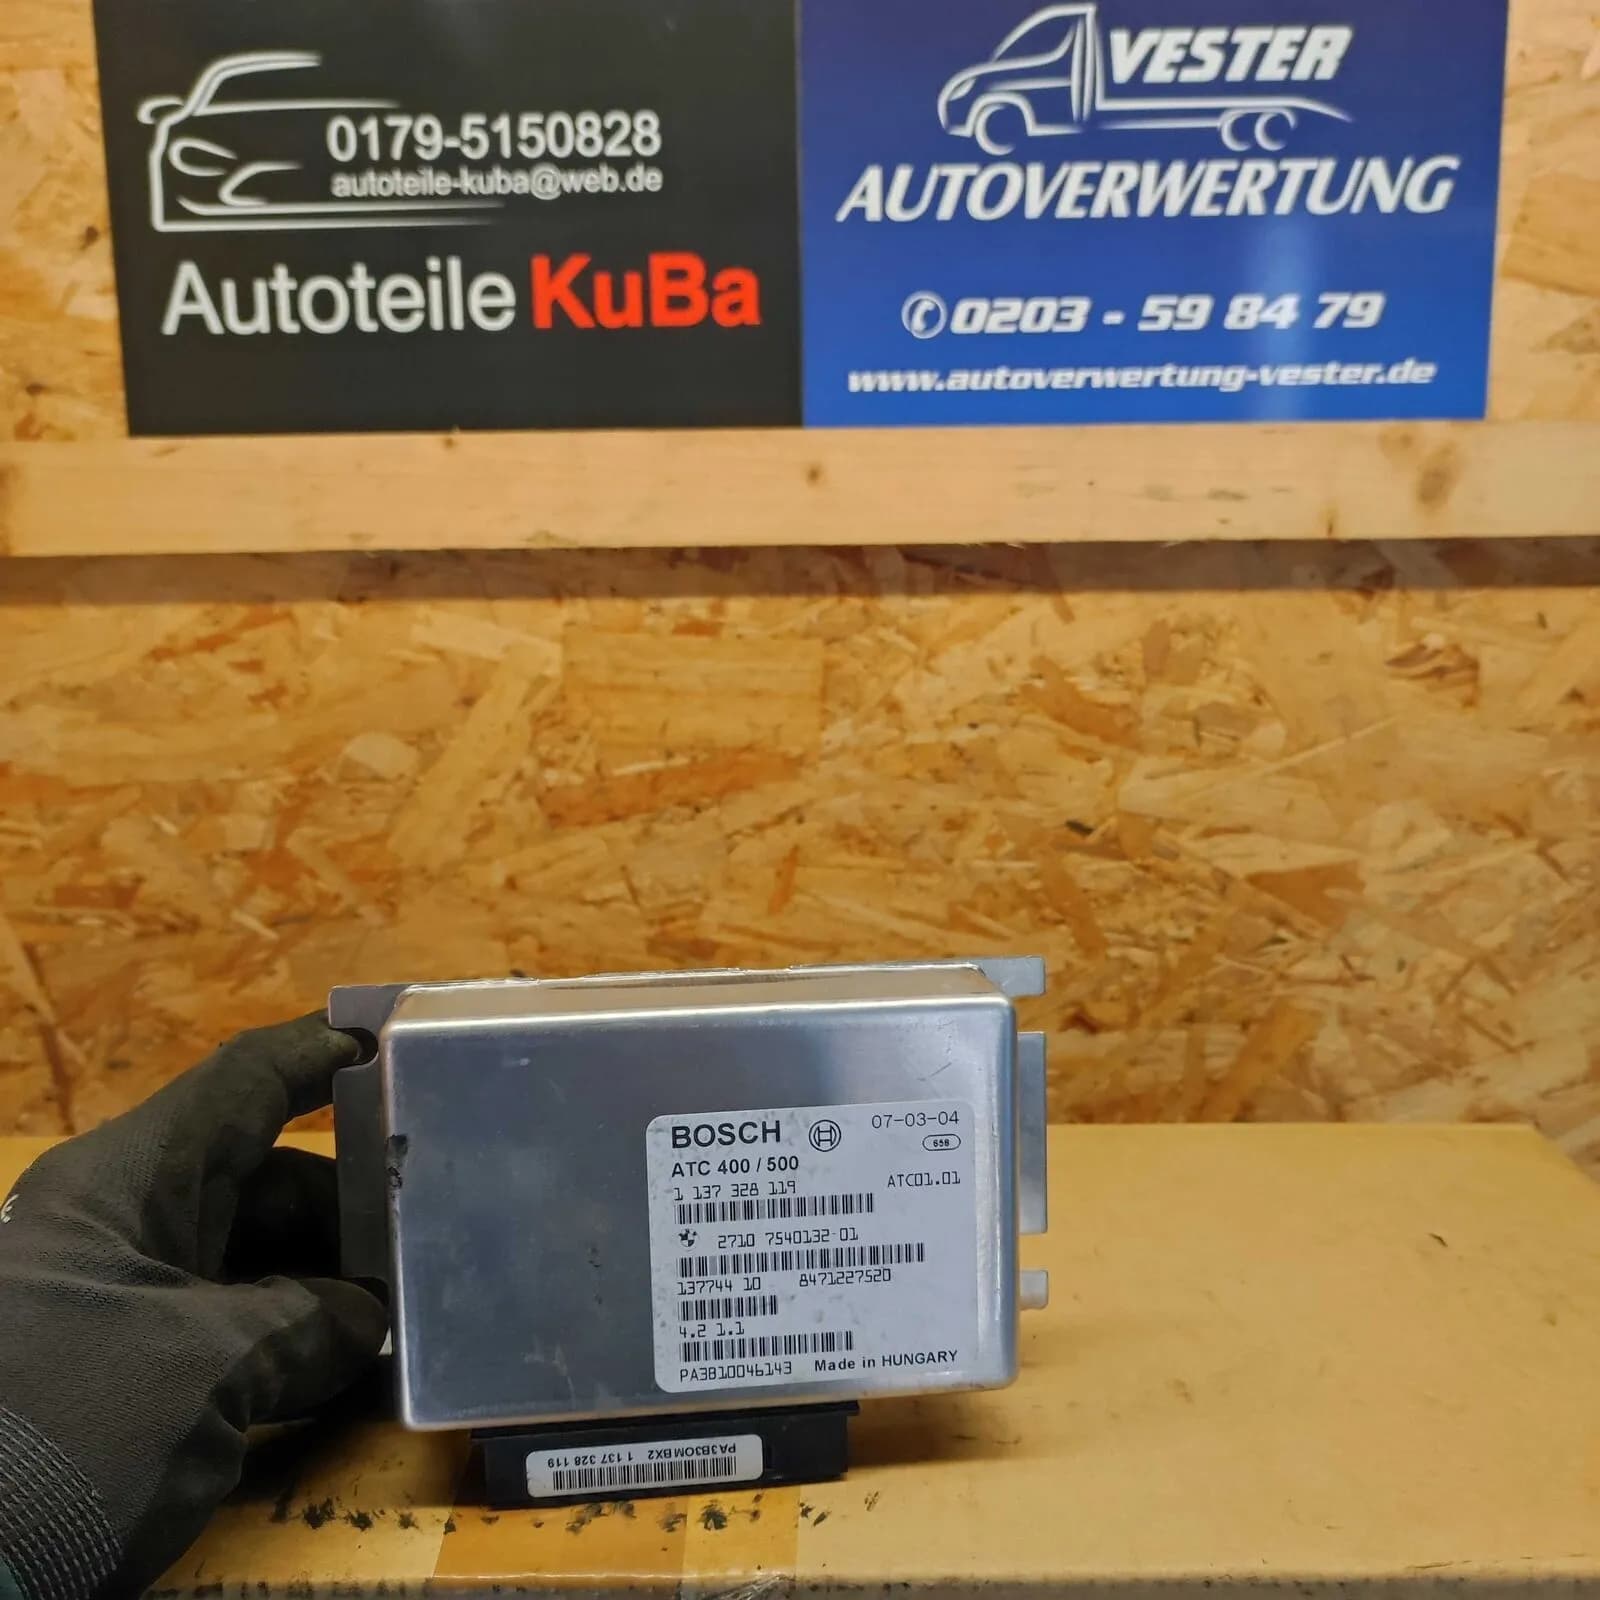 0179-5150828
autoteile-kuba@web.de
Autoteile KuBa
VESTER
AUTOVERWERTUNG
0203 - 59 84 79
www.autoverwertung-vester.de
BOSCH 07-03-04
658
ATC 400 / 500
1 137 328 119 ATC01.01
2710 7540132-01
137744 10 8471227520
4.2 1.1
PA3810046143 Made in HUNGARY
PA3B3OMBX2 1 137 328 119